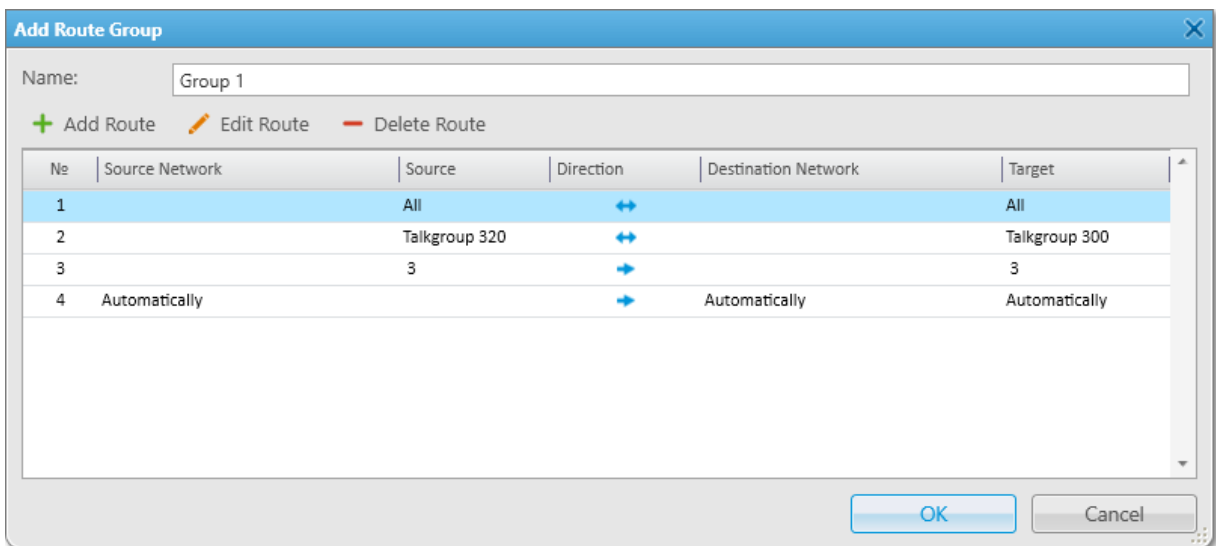 Add Route Group
Name: Group 1
Add Route Edit Route Delete Route
№ Source Network Source Direction Destination Network Target
1 All All
2 Talkgroup 320 Talkgroup 300
3 3 3
4 Automatically Automatically Automatically
OK Cancel